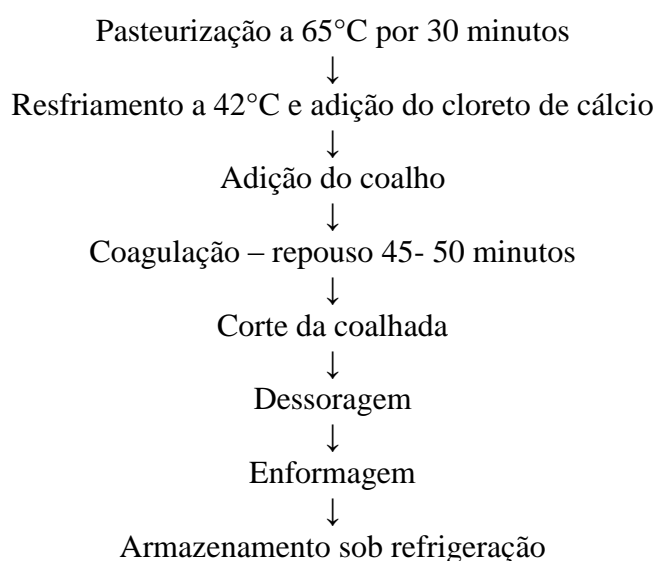 Pasteurização a 65°C por 30 minutos
↓
Resfriamento a 42°C e adição do cloreto de cálcio
↓
Adição do coalho
↓
Coagulação – repouso 45- 50 minutos
↓
Corte da coalhada
↓
Dessoragem
↓
Enformagem
↓
Armazenamento sob refrigeração